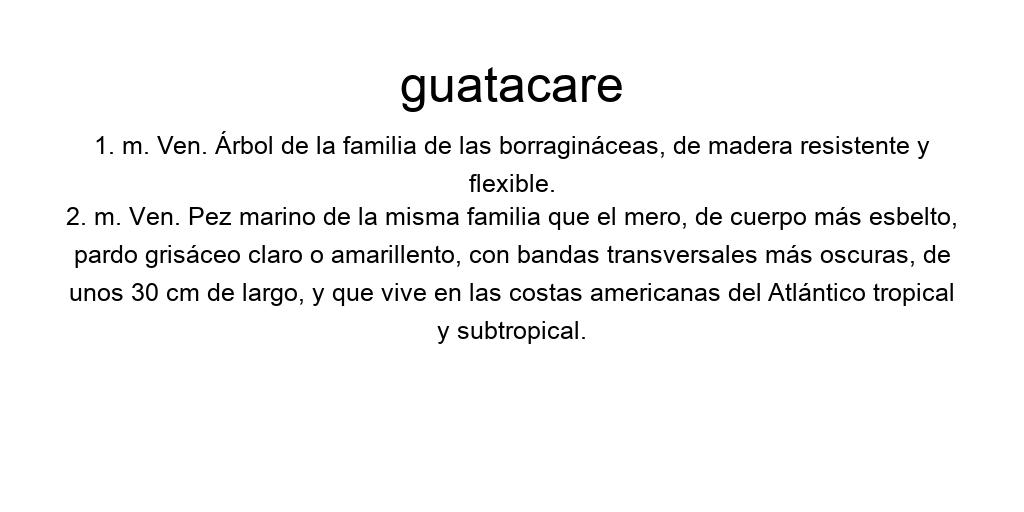 guatacare
1. m. Ven. Árbol de la familia de las borragináceas, de madera resistente y
flexible.
2. m. Ven. Pez marino de la misma familia que el mero, de cuerpo más esbelto,
pardo grisáceo claro o amarillento, con bandas transversales más oscuras, de
unos 30 cm de largo, y que vive en las costas americanas del Atlántico tropical
y subtropical.